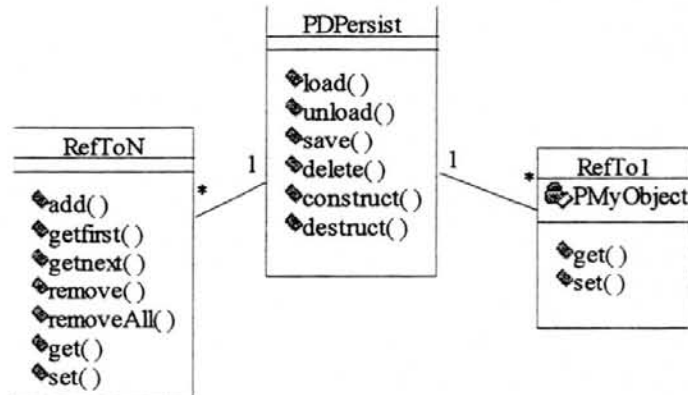 PDPersist
load( )
unload( )
save( )
delete( )
construct( )
destruct( )
RefToN
add( )
getfirst( )
getnext( )
remove( )
removeAll( )
get( )
set( )
1
*
1
*
RefTo1
PMyObject
get( )
set( )